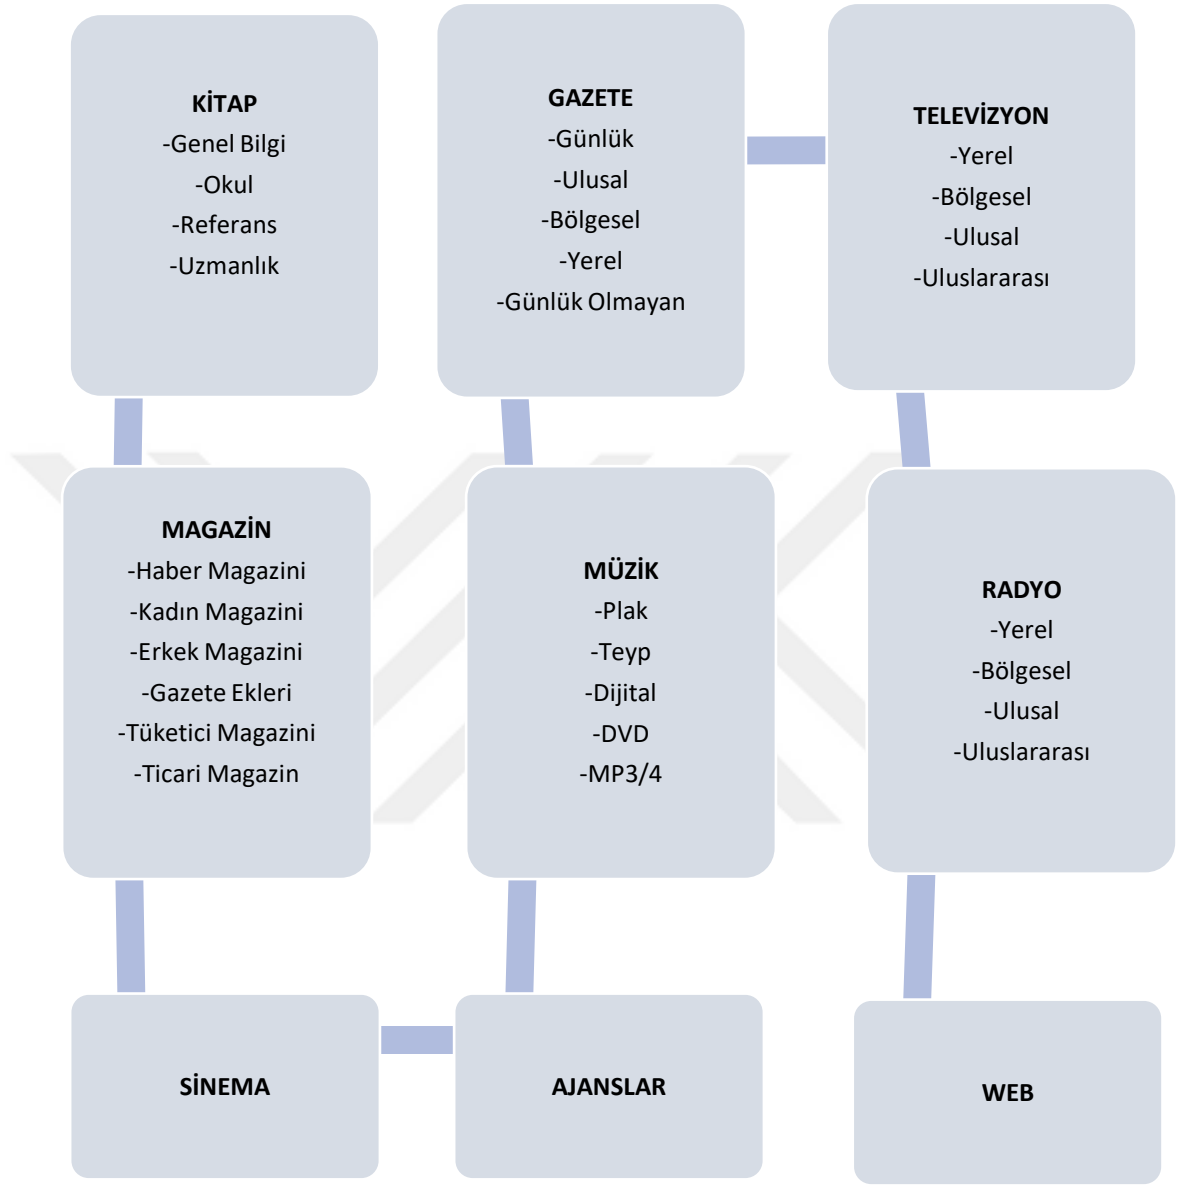 KİTAP
-Genel Bilgi
-Okul
-Referans
-Uzmanlık
GAZETE
-Günlük
-Ulusal
-Bölgesel
-Yerel
-Günlük Olmayan
TELEVİZYON
-Yerel
-Bölgesel
-Ulusal
-Uluslararası
MAGAZİN
-Haber Magazini
-Kadın Magazini
-Erkek Magazini
-Gazete Ekleri
-Tüketici Magazini
-Ticari Magazin
MÜZİK
-Plak
-Teyp
-Dijital
-DVD
-MP3/4
RADYO
-Yerel
-Bölgesel
-Ulusal
-Uluslararası
SİNEMA
AJANSLAR
WEB